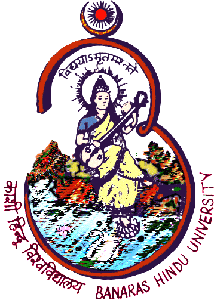 विद्ययाऽमृतमश्नुते
काशी हिन्दू विश्वविद्यालय
BANARAS HINDU UNIVERSITY